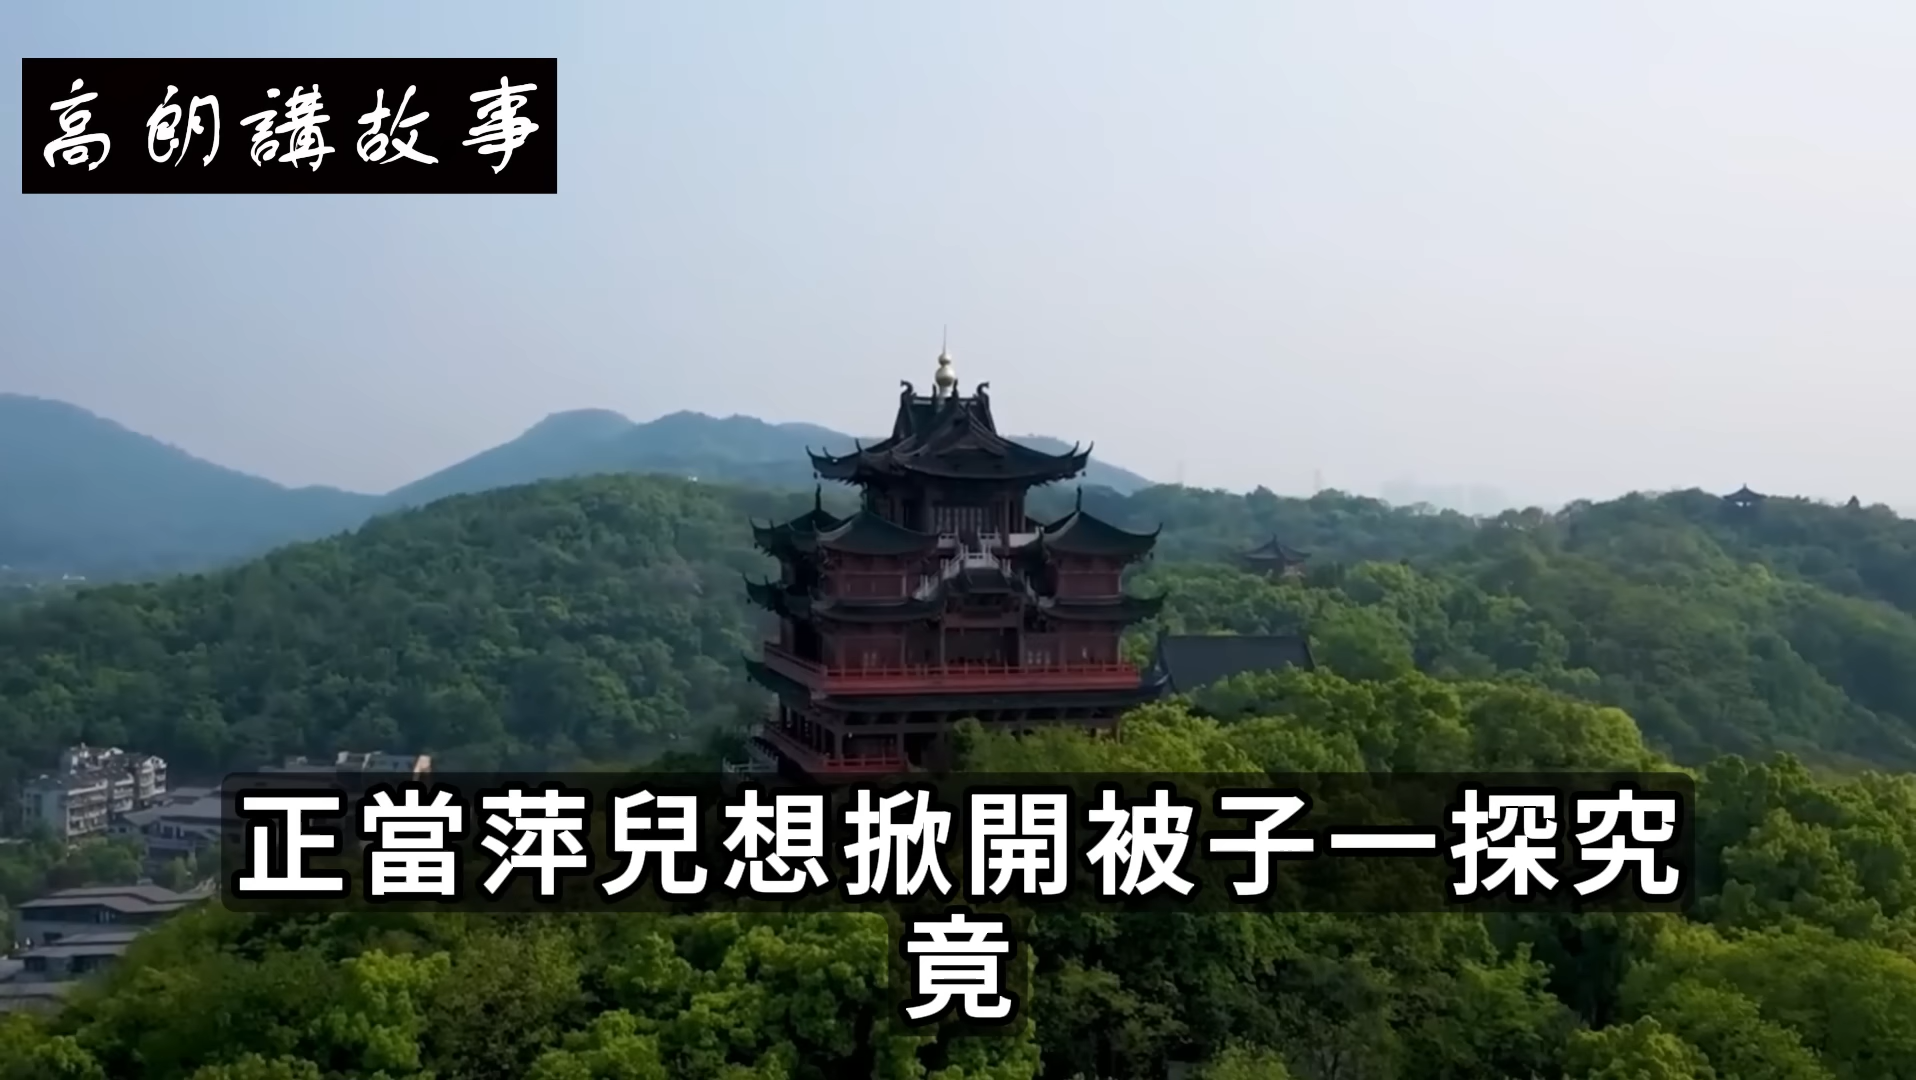 高朗講故事
正當萍兒想掀開被子一探究
竟